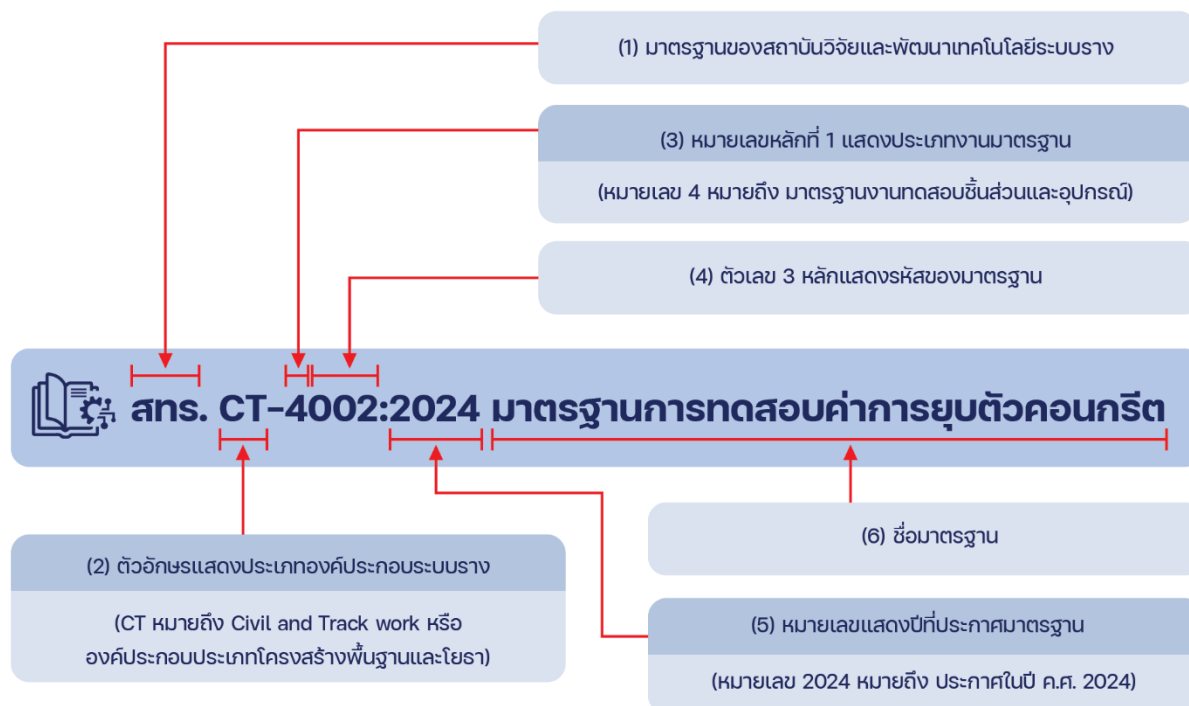 (1) มาตรฐานของสถาบันวิจัยและพัฒนาเทคโนโลยีระบบราง
(3) หมายเลขหลักที่ 1 แสดงประเภทงานมาตรฐาน
(หมายเลข 4 หมายถึง มาตรฐานงานทดสอบชิ้นส่วนและอุปกรณ์)
(4) ตัวเลข 3 หลักแสดงรหัสของมาตรฐาน
สทร. CT-4002:2024 มาตรฐานการทดสอบค่าการยุบตัวคอนกรีต
(2) ตัวอักษรแสดงประเภทองค์ประกอบระบบราง
(CT หมายถึง Civil and Track work หรือ
องค์ประกอบประเภทโครงสร้างพื้นฐานและโยธา)
(6) ชื่อมาตรฐาน
(5) หมายเลขแสดงปีที่ประกาศมาตรฐาน
(หมายเลข 2024 หมายถึง ประกาศในปี ค.ศ. 2024)